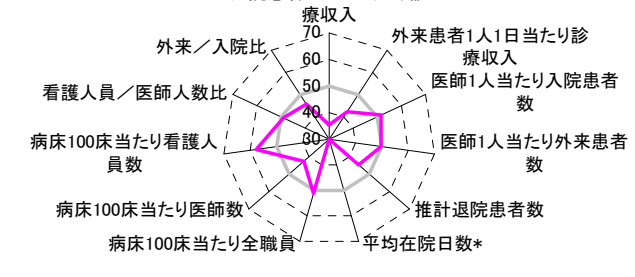 療収入
外来患者1人1日当たり診
療収入
医師1人当たり入院患者
数
医師1人当たり外来患者
数
推計退院患者数
平均在院日数*
病床100床当たり全職員
病床100床当たり医師数
病床100床当たり看護人
員数
看護人員／医師人数比
外来／入院比
70
60
50
40
30